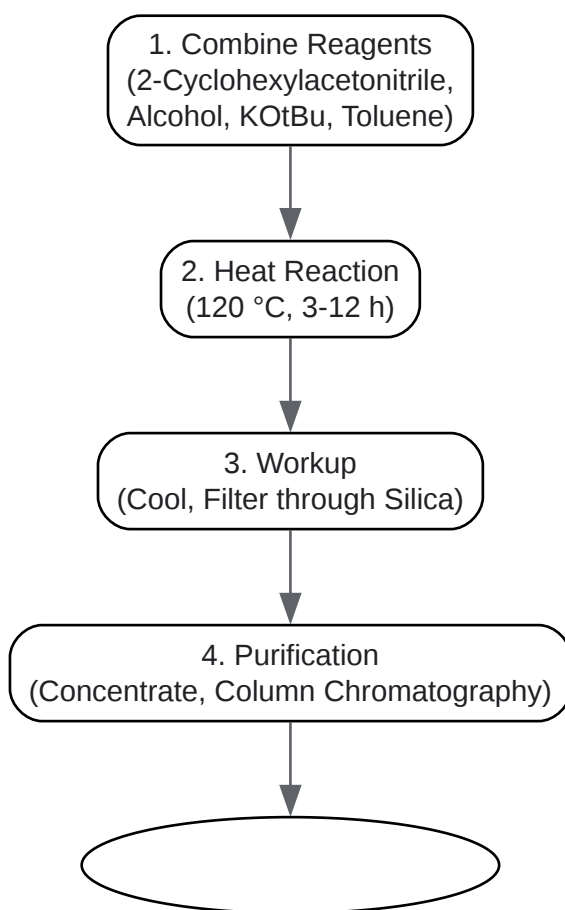 1. Combine Reagents
(2-Cyclohexylacetonitrile,
Alcohol, KOtBu, Toluene)
2. Heat Reaction
(120 °C, 3-12 h)
3. Workup
(Cool, Filter through Silica)
4. Purification
(Concentrate, Column Chromatography)